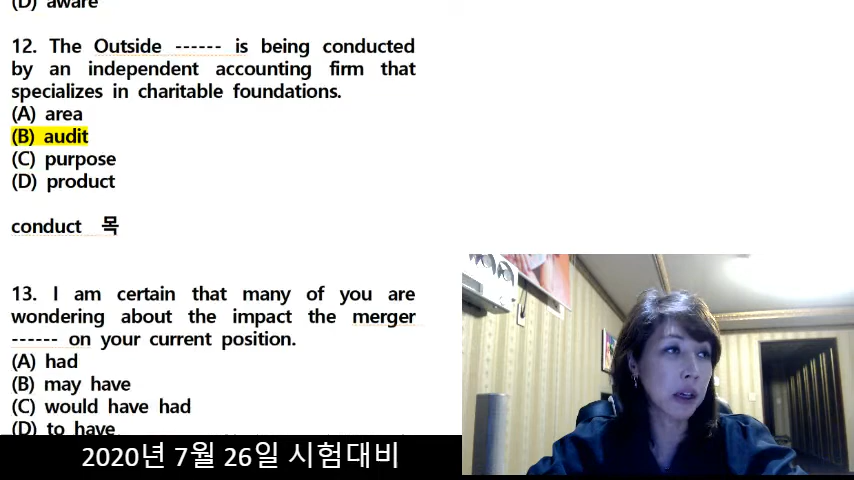 (D) aware
12. The Outside ------ is being conducted
by an independent accounting firm that
specializes in charitable foundations.
(A) area
(B) audit
(C) purpose
(D) product
conduct 목
13. I am certain that many of you are
wondering about the impact the merger
------ on your current position.
(A) had
(B) may have
(C) would have had
(D) to have
2020년 7월 26일 시험대비